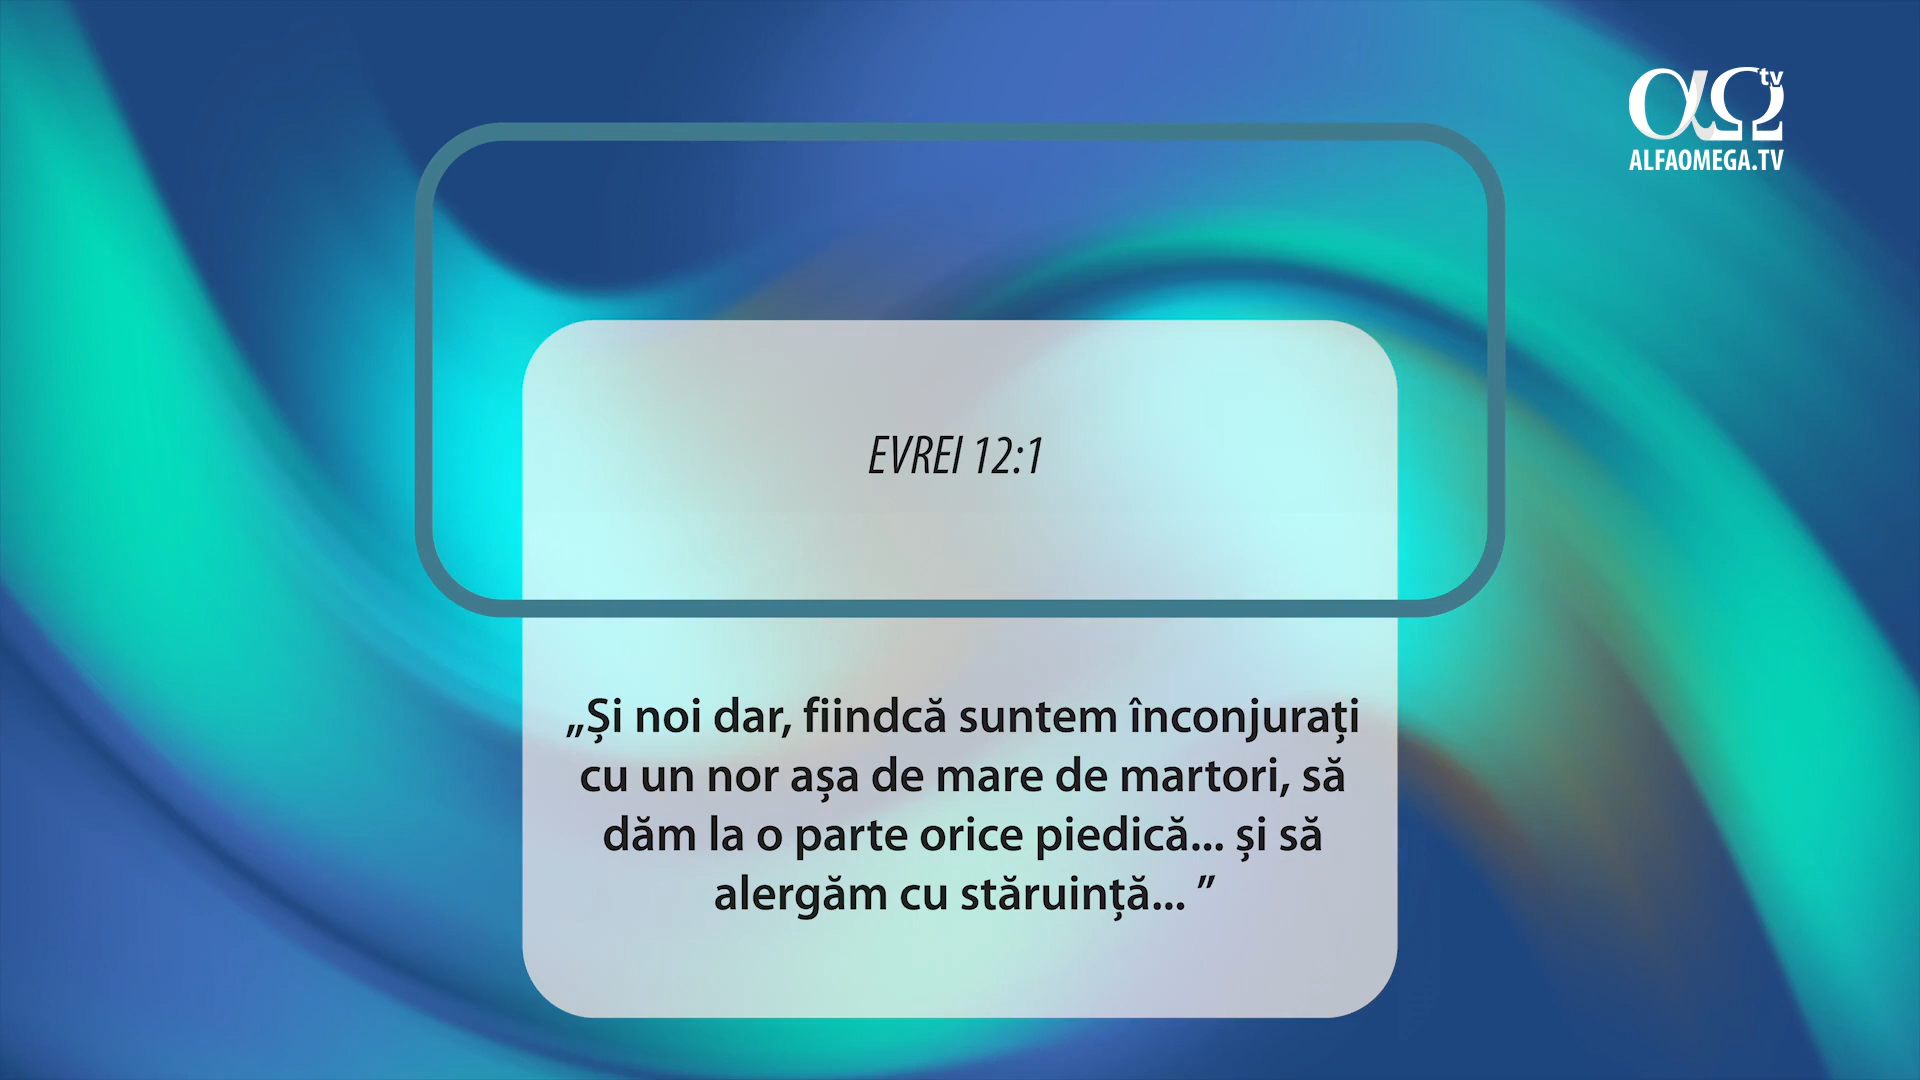 αΩ tv
ALFAOMEGA.TV
EVREI 12:1
„Și noi dar, fiindcă suntem înconjurați
cu un nor așa de mare de martori, să
dăm la o parte orice piedică... și să
alergăm cu stăruință... ”